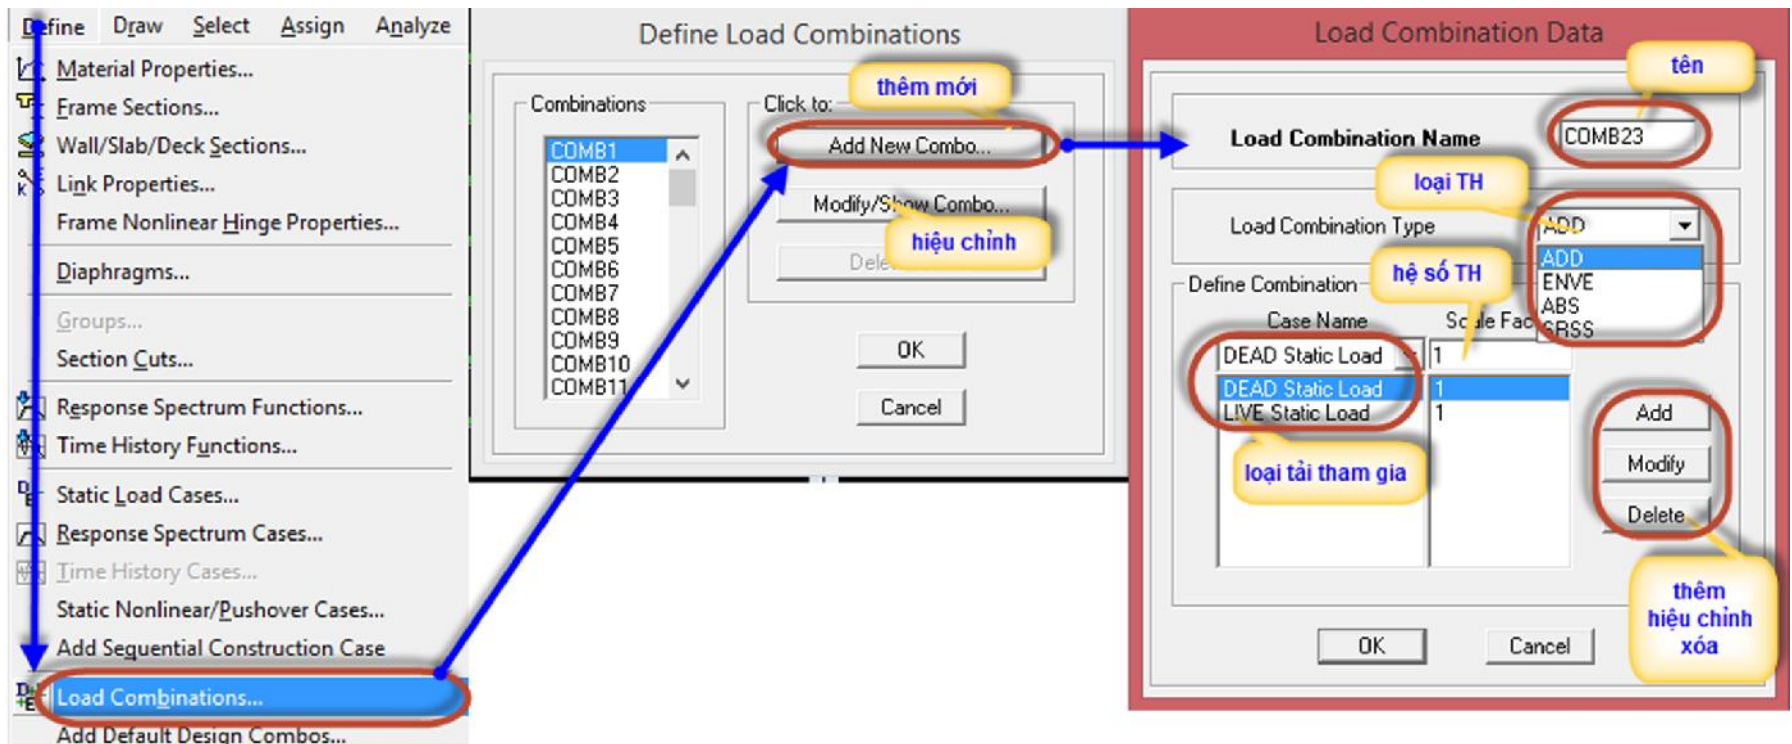 Define Draw Select Assign Analyze
Material Properties...
Frame Sections...
Wall/Slab/Deck Sections...
Link Properties...
Frame Nonlinear Hinge Properties...
Diaphragms...
Groups...
Section Cuts...
Response Spectrum Functions...
Time History Functions...
Static Load Cases...
Response Spectrum Cases...
Time History Cases...
Static Nonlinear/Pushover Cases...
Add Sequential Construction Case
Load Combinations...
Add Default Design Combos...
Define Load Combinations
Combinations
COMB1
COMB2
COMB3
COMB4
COMB5
COMB6
COMB7
COMB8
COMB9
COMB10
COMB11
Click to:
thêm mới
Add New Combo...
Modify/Show Combo...
hiệu chỉnh
OK
Cancel
Load Combination Data
tên
Load Combination Name COMB23
loại TH
Load Combination Type ADD
ADD
ENVE
ABS
SRSS
hệ số TH
Define Combination
Case Name Scale Fac
DEAD Static Load 1
DEAD Static Load 1
LIVE Static Load 1
loại tải tham gia
Add
Modify
Delete
thêm
hiệu chỉnh
xóa
OK Cancel